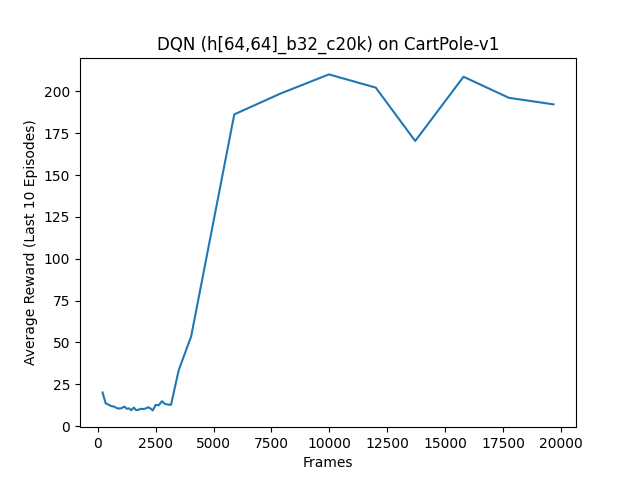 DQN (h[64,64]_b32_c20k) on CartPole-v1
Average Reward (Last 10 Episodes)
200
175
150
125
100
75
50
25
0
0 2500 5000 7500 10000 12500 15000 17500 20000
Frames